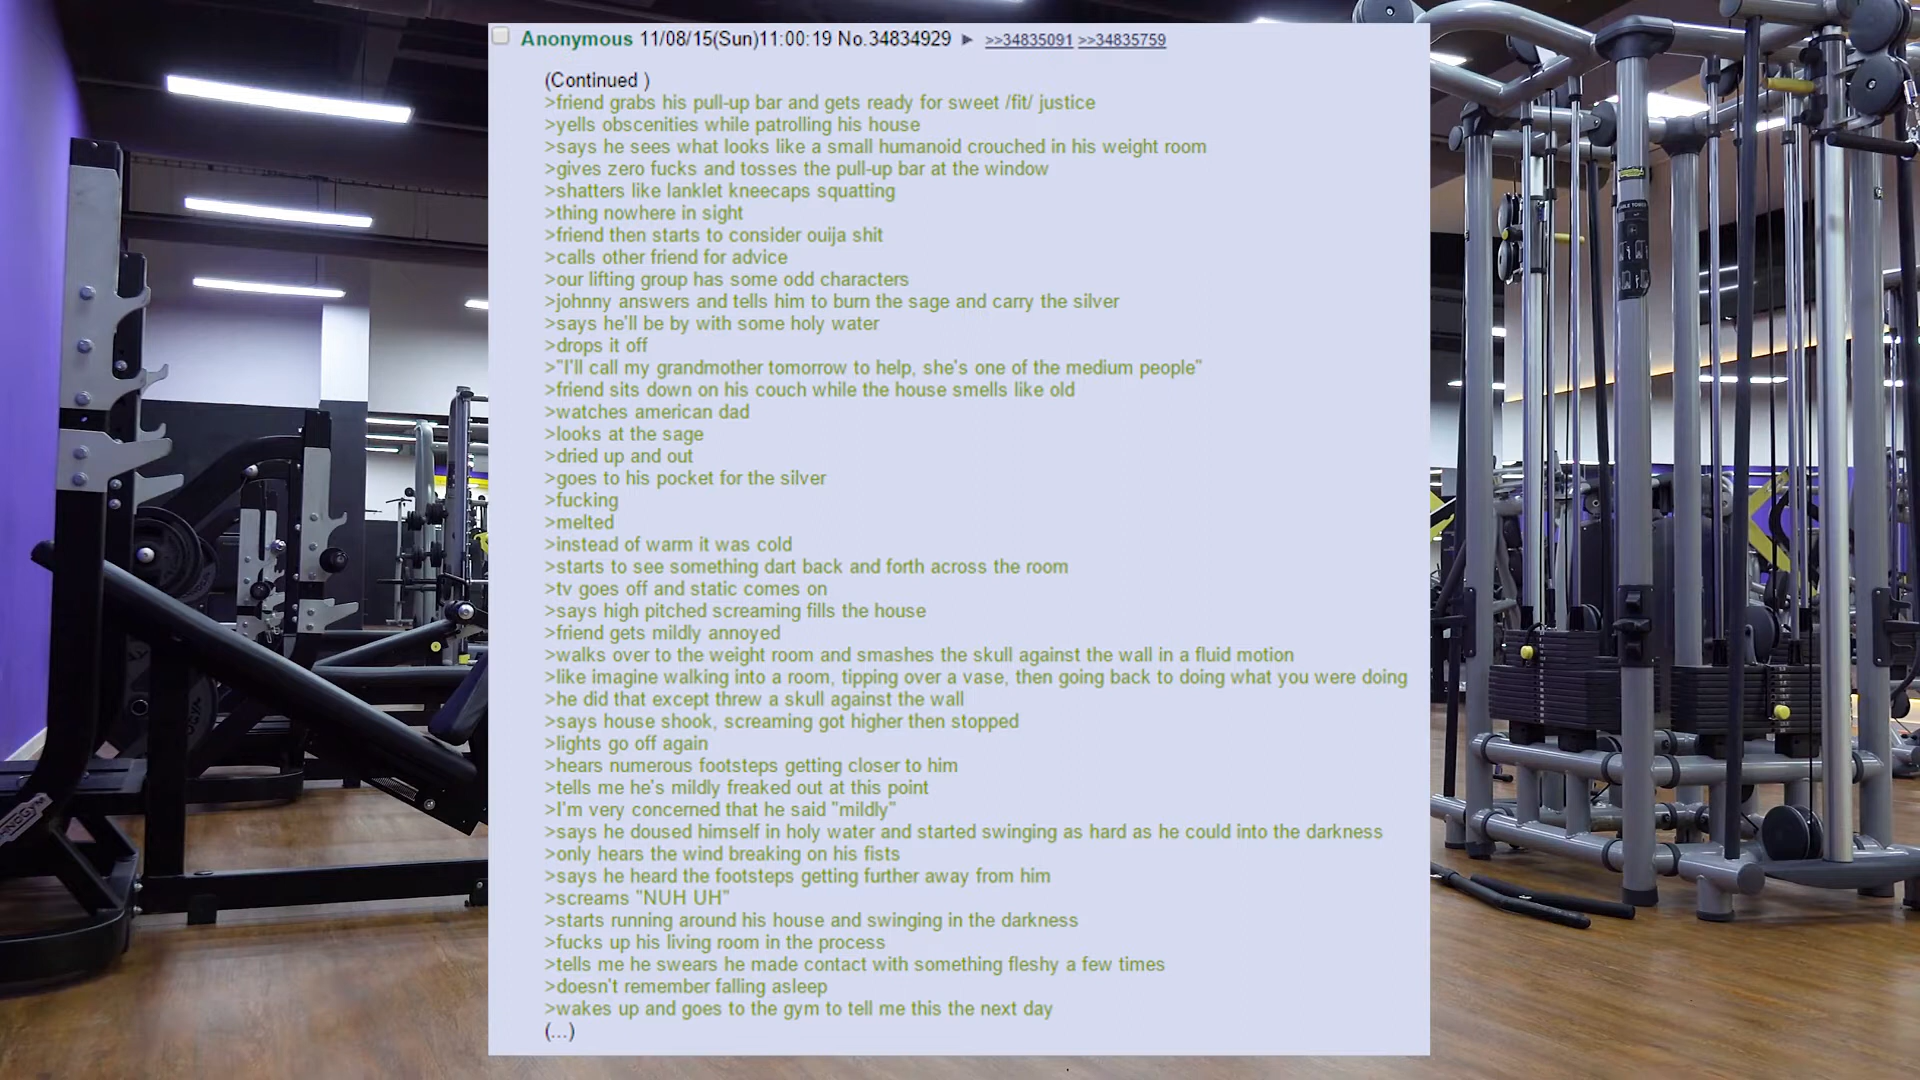 Anonymous 11/08/15(Sun)11:00:19 No.34834929 ▶ >>34835091 >>34835759
(Continued )
>friend grabs his pull-up bar and gets ready for sweet /fit/ justice
>yells obscenities while patrolling his house
>says he sees what looks like a small humanoid crouched in his weight room
>gives zero fucks and tosses the pull-up bar at the window
>shatters like lanklet kneecaps squatting
>thing nowhere in sight
>friend then starts to consider ouija shit
>calls other friend for advice
>our lifting group has some odd characters
>johnny answers and tells him to burn the sage and carry the silver
>says he'll be by with some holy water
>drops it off
>"I'll call my grandmother tomorrow to help, she's one of the medium people"
>friend sits down on his couch while the house smells like old
>watches american dad
>looks at the sage
>dried up and out
>goes to his pocket for the silver
>fucking
>melted
>instead of warm it was cold
>starts to see something dart back and forth across the room
>tv goes off and static comes on
>says high pitched screaming fills the house
>friend gets mildly annoyed
>walks over to the weight room and smashes the skull against the wall in a fluid motion
>like imagine walking into a room, tipping over a vase, then going back to doing what you were doing
>he did that except threw a skull against the wall
>says house shook, screaming got higher then stopped
>lights go off again
>hears numerous footsteps getting closer to him
>tells me he's mildly freaked out at this point
>I'm very concerned that he said "mildly"
>says he doused himself in holy water and started swinging as hard as he could into the darkness
>only hears the wind breaking on his fists
>says he heard the footsteps getting further away from him
>screams "NUH UH"
>starts running around his house and swinging in the darkness
>fucks up his living room in the process
>tells me he swears he made contact with something fleshy a few times
>doesn't remember falling asleep
>wakes up and goes to the gym to tell me this the next day
(...)